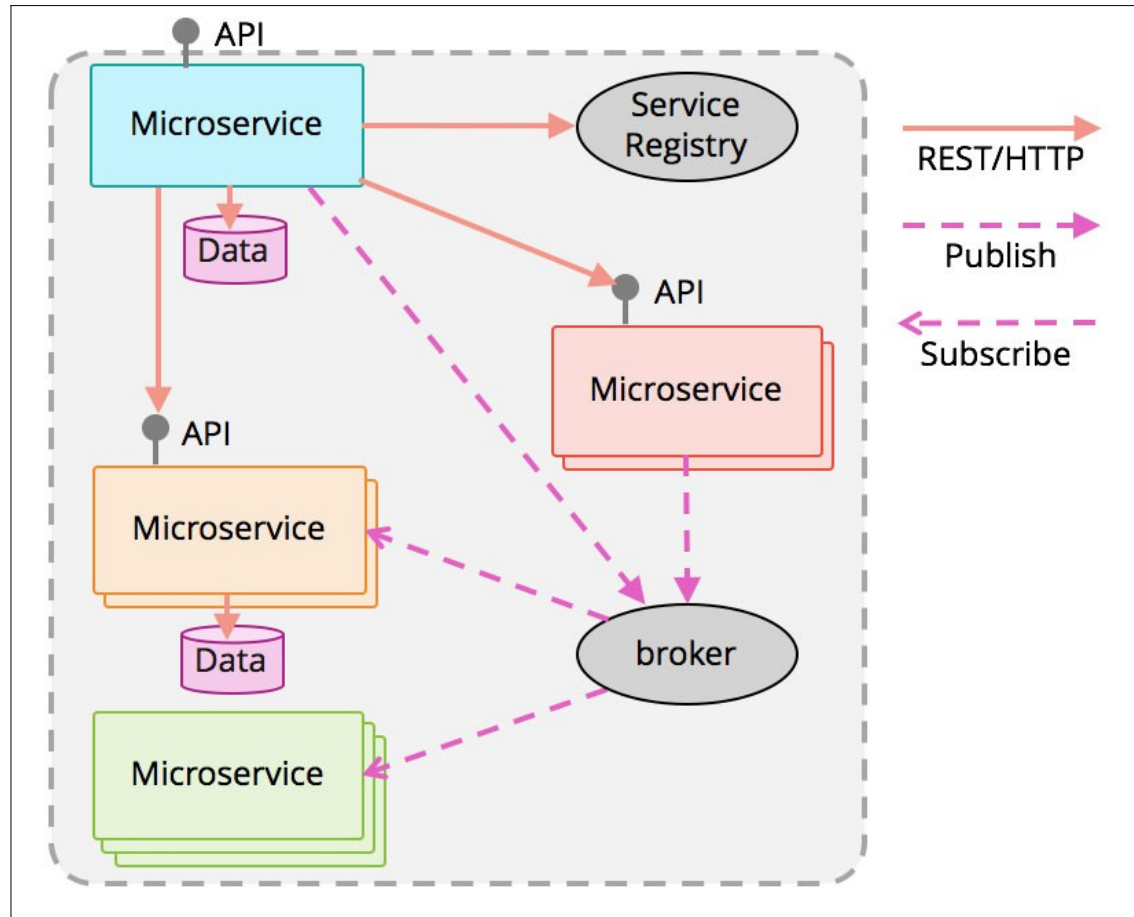 API
Microservice
Service
Registry
REST/HTTP
Data
Publish
API
Subscribe
Microservice
API
Microservice
broker
Data
Microservice